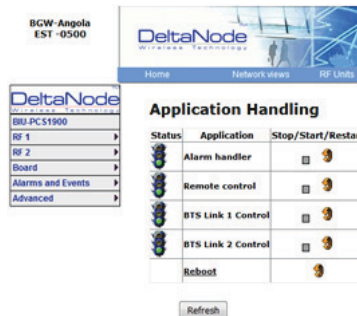 BGW-Angola
EST -0500
DeltaNode
Wireless Technology
Home Network views RF Units
DeltaNode
BIU-PCS1900
RF 1
RF 2
Board
Alarms and Events
Advanced
Application Handling
Status Application Stop/Start/Restar
Alarm handler
Remote control
BTS Link 1 Control
BTS Link 2 Control
Reboot
Refresh